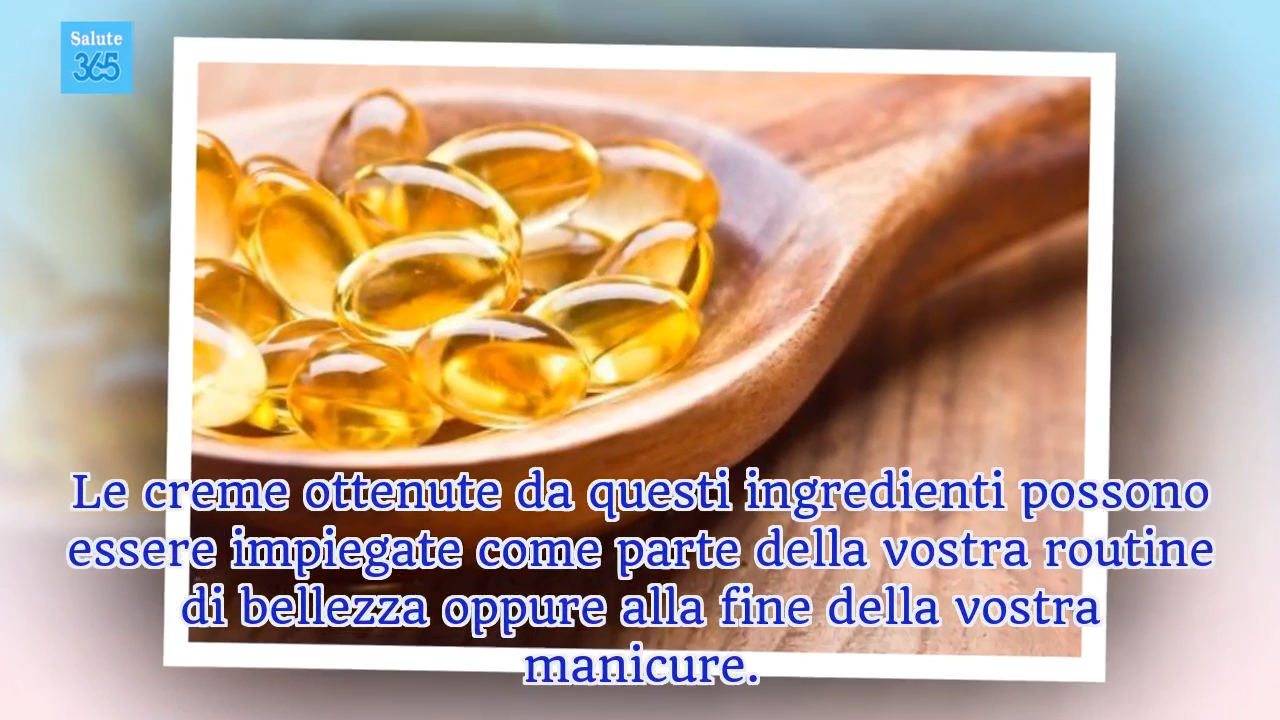 Salute
365
Le creme ottenute da questi ingredienti possono
essere impiegate come parte della vostra routine
di bellezza oppure alla fine della vostra
manicure.